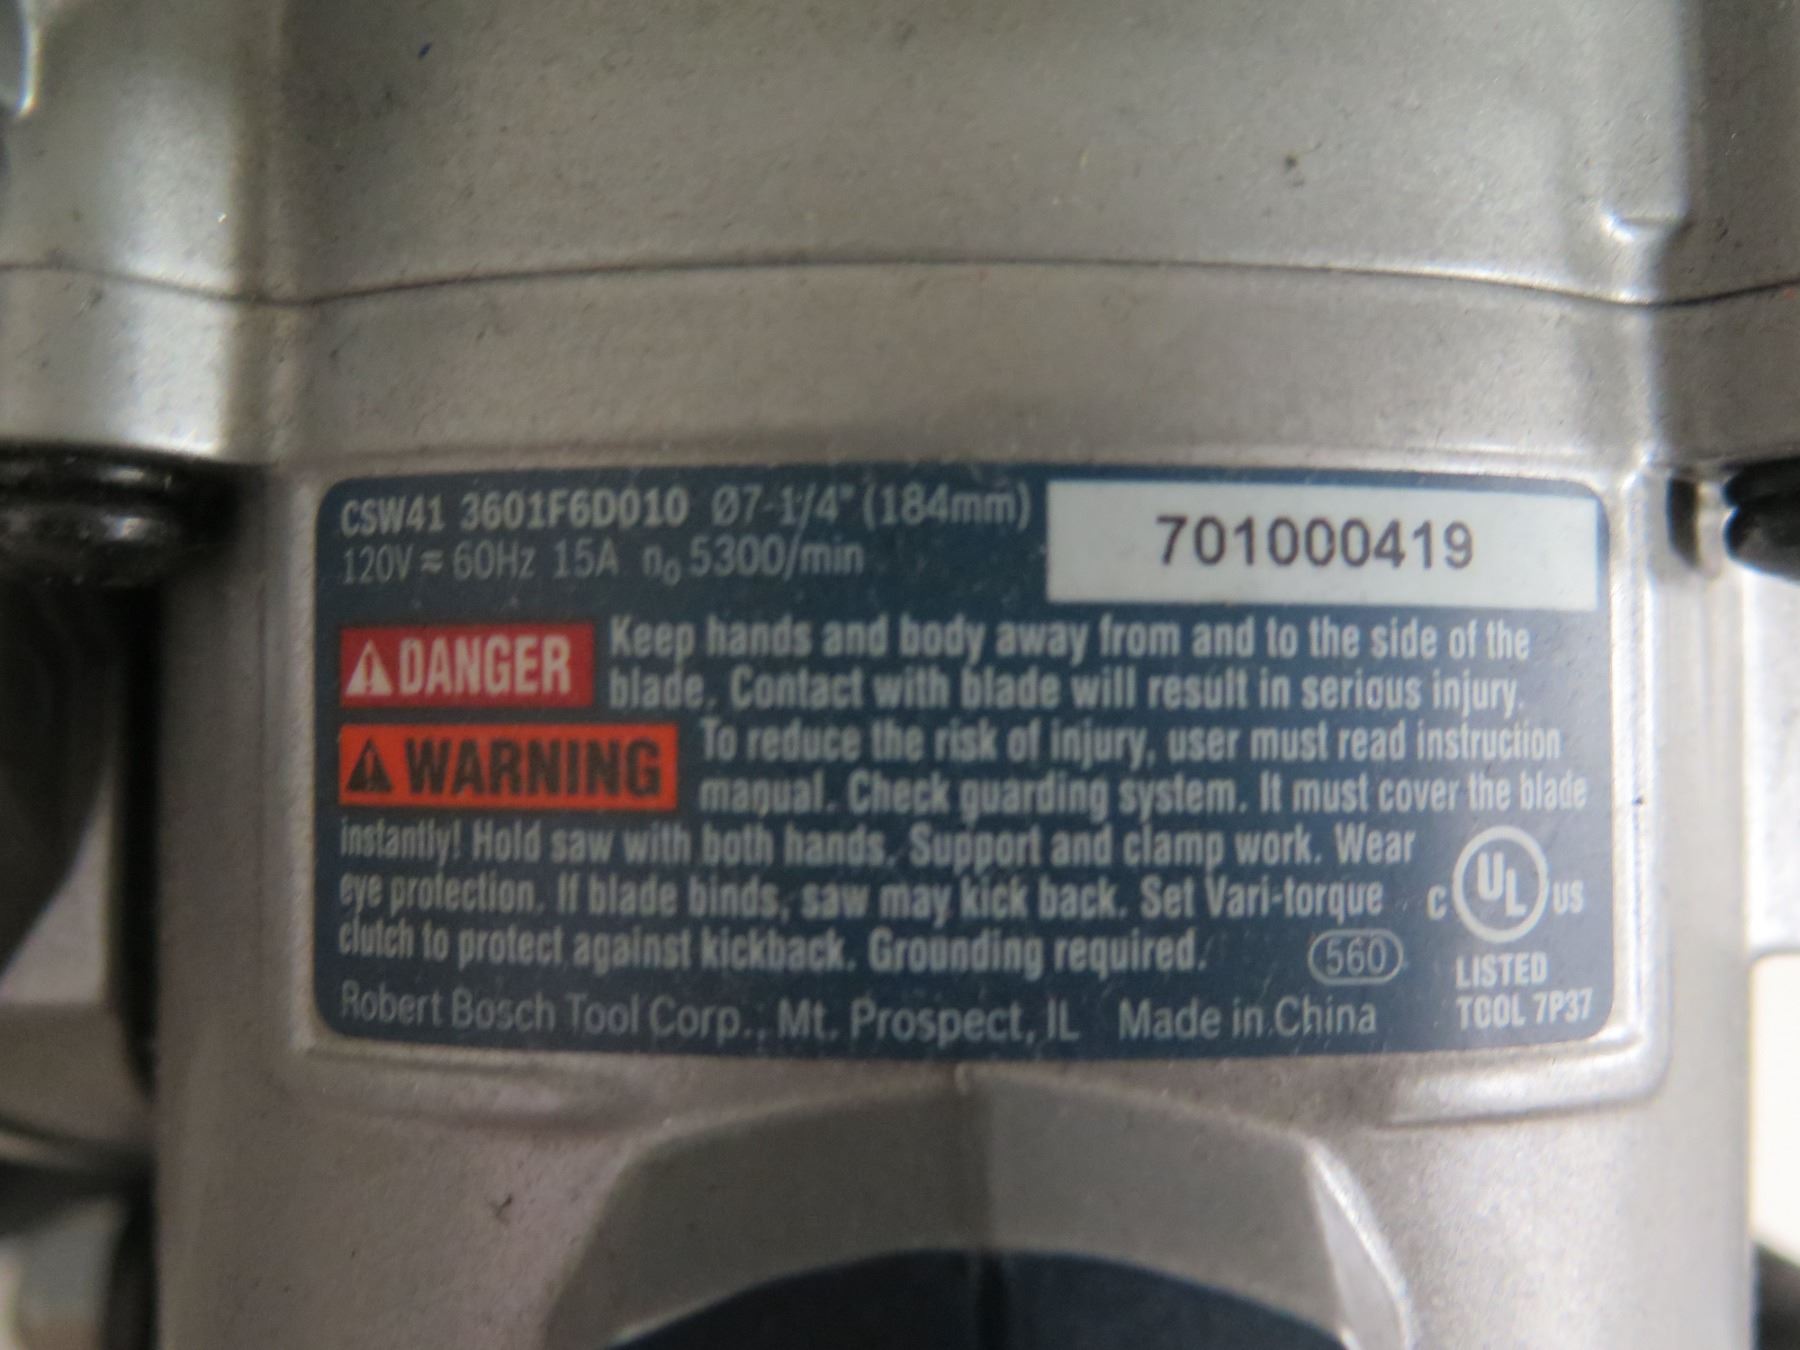 CSW41 3601F6D010 Ø7-1/4" (184mm)
120V ≂ 60Hz 15A n₀ 5300/min
701000419
DANGER Keep hands and body away from and to the side of the
blade. Contact with blade will result in serious injury.
WARNING To reduce the risk of injury, user must read instruction
manual. Check guarding system. It must cover the blade
instantly! Hold saw with both hands. Support and clamp work. Wear
eye protection. If blade binds, saw may kick back. Set Vari-torque
clutch to protect against kickback. Grounding required.
560
C UL US
LISTED
TOOL 7P37
Robert Bosch Tool Corp., Mt. Prospect, IL Made in China